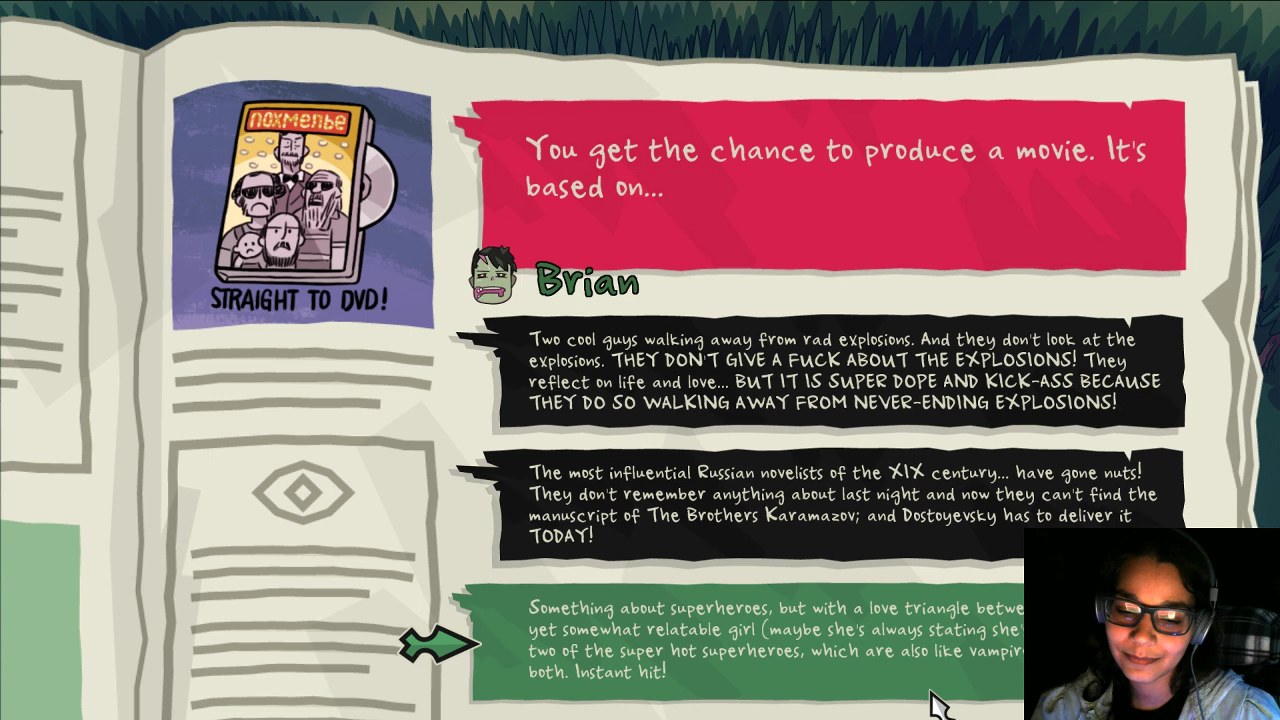 ПОХМЕЛЬЕ
STRAIGHT TO DVD!
You get the chance to produce a movie. It's
based on...
Brian
Two cool guys walking away from rad explosions. And they don't look at the
explosions. THEY DON'T GIVE A FUCK ABOUT THE EXPLOSIONS! They
reflect on life and love... BUT IT IS SUPER DOPE AND KICK-ASS BECAUSE
THEY DO SO WALKING AWAY FROM NEVER-ENDING EXPLOSIONS!
The most influential Russian novelists of the XIX century... have gone nuts!
They don't remember anything about last night and now they can't find the
manuscript of The Brothers Karamazov; and Dostoyevsky has to deliver it
TODAY!
Something about superheroes, but with a love triangle
yet somewhat relatable girl (maybe she's always stating
two of the super hot superheroes, which are also like
both. Instant hit!